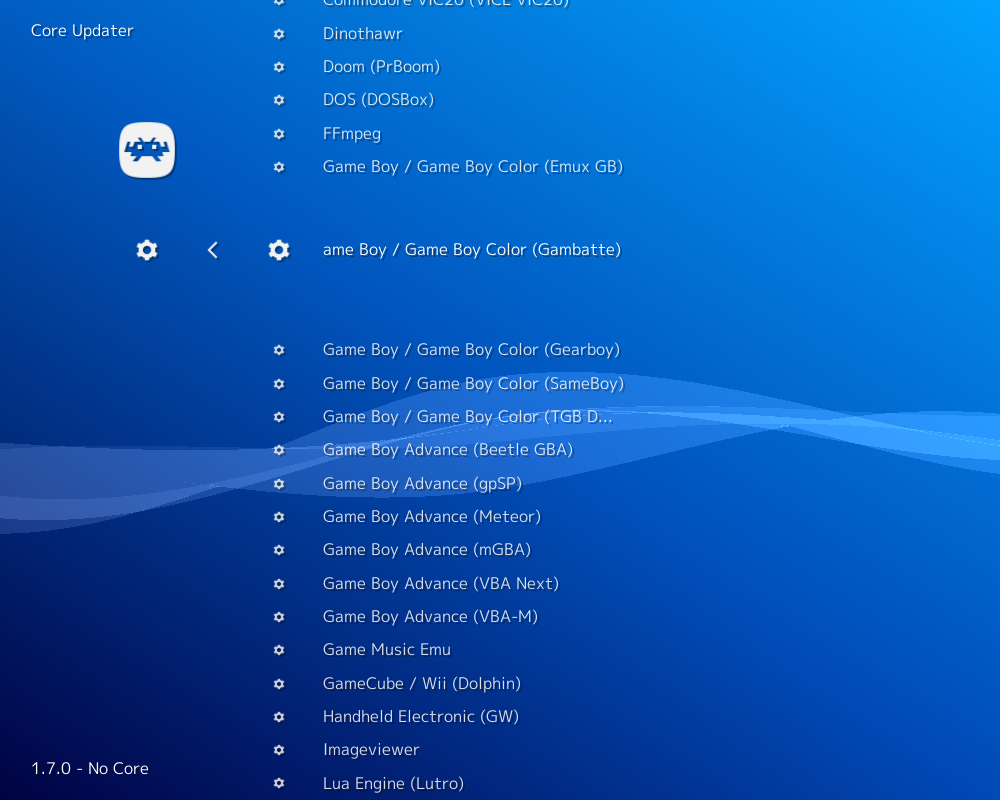 Commodore VIC20 (VICE VIC20)
Core Updater
Dinothawr
Doom (PrBoom)
DOS (DOSBox)
FFmpeg
Game Boy / Game Boy Color (Emux GB)
ame Boy / Game Boy Color (Gambatte)
Game Boy / Game Boy Color (Gearboy)
Game Boy / Game Boy Color (SameBoy)
Game Boy / Game Boy Color (TGB D...
Game Boy Advance (Beetle GBA)
Game Boy Advance (gpSP)
Game Boy Advance (Meteor)
Game Boy Advance (mGBA)
Game Boy Advance (VBA Next)
Game Boy Advance (VBA-M)
Game Music Emu
GameCube / Wii (Dolphin)
Handheld Electronic (GW)
Imageviewer
Lua Engine (Lutro)
1.7.0 - No Core